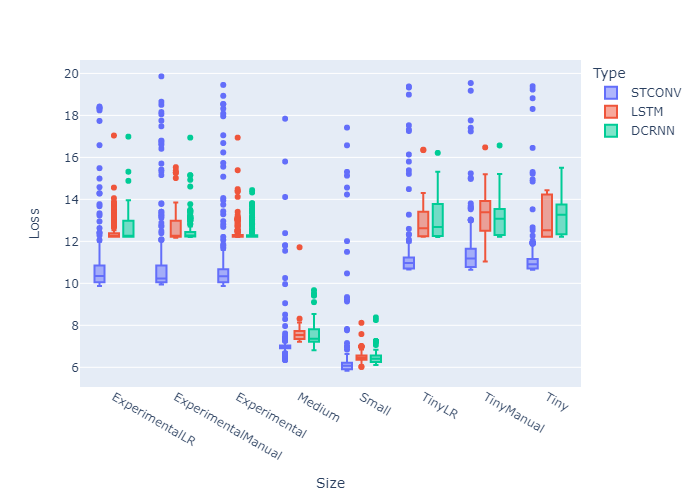 Type
STCONV
LSTM
DCRNN
20
18
16
14
12
10
8
6
Loss
ExperimentalLR
ExperimentalManual
Experimental
Medium
Small
TinyLR
TinyManual
Tiny
Size